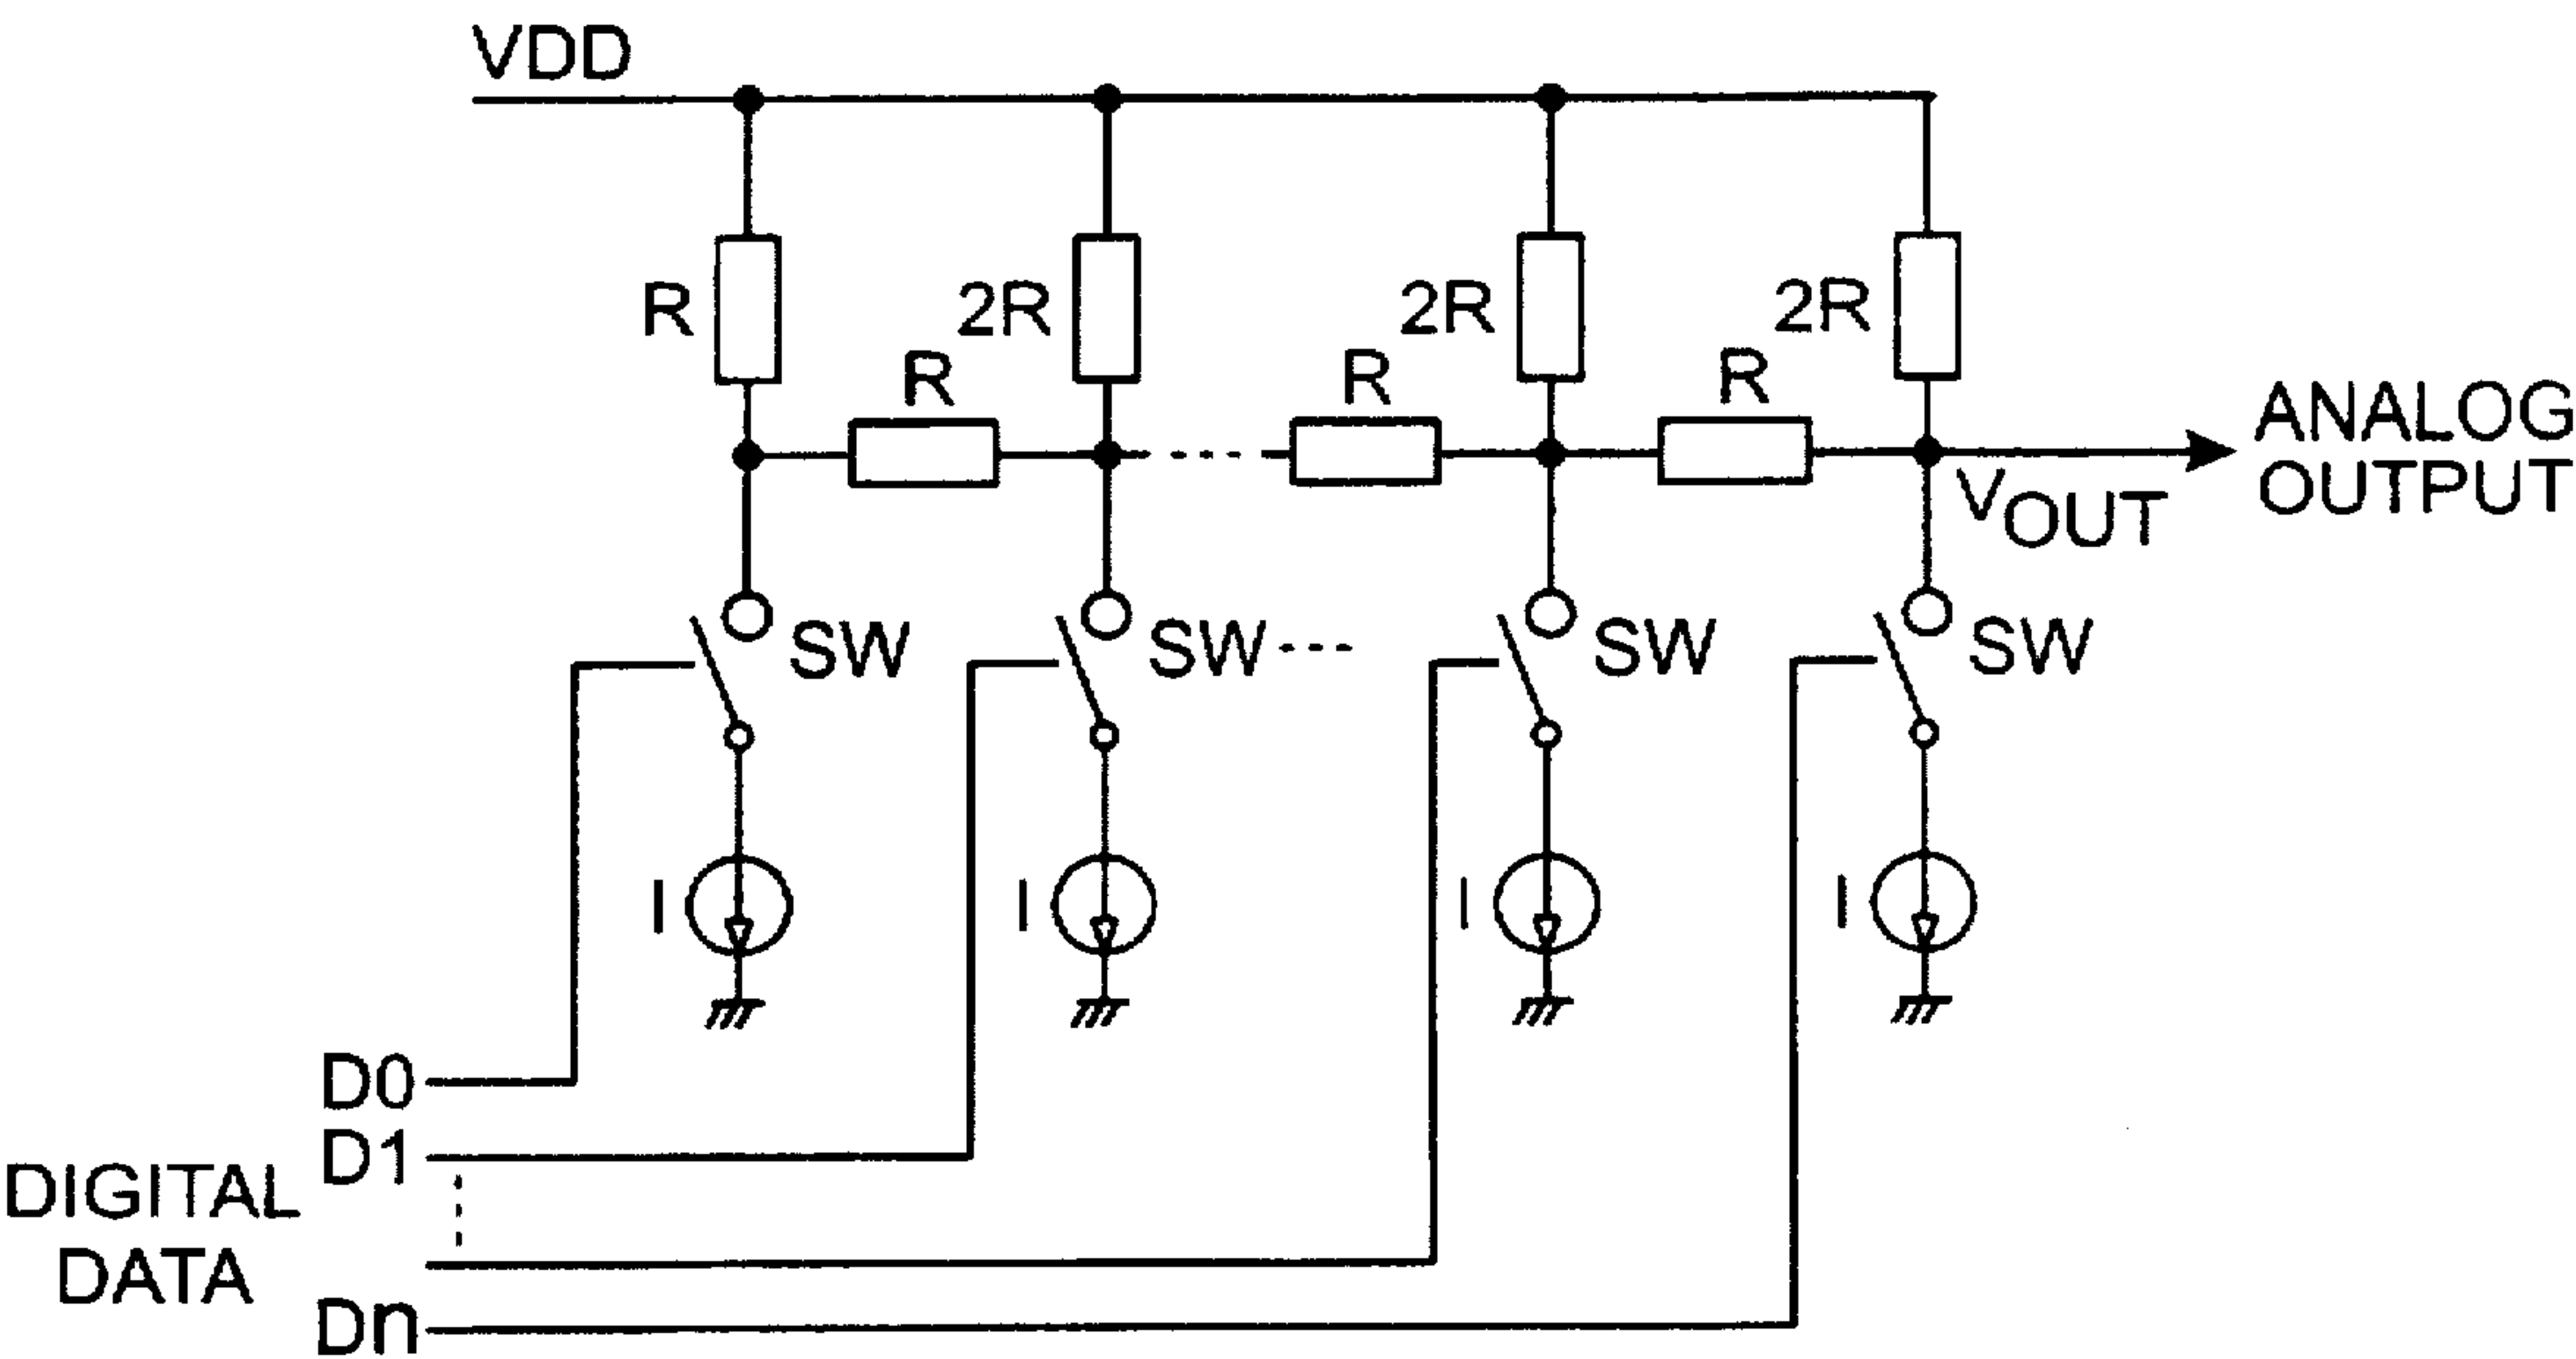 VDD
R
2R
2R
2R
R
R
R
ANALOG
OUTPUT
VOUT
SW
SW
SW
SW
I
I
I
I
D0
D1
DIGITAL
DATA
Dn